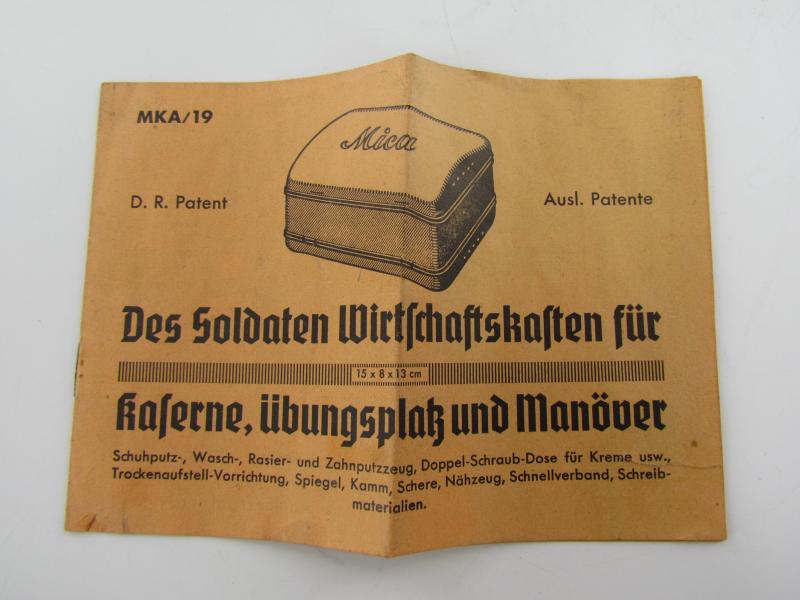 MKA/19
Mica
D. R. Patent
Ausl. Patente
Des Soldaten Wirtſchaftskaſten für
15 x 8 x 13 cm
Kaſerne, übungsplatz und Manöver
Schuhputz-, Wasch-, Rasier- und Zahnputzzeug, Doppel-Schraub-Dose für Kreme usw.,
Trockenaufstell-Vorrichtung, Spiegel, Kamm, Schere, Nähzeug, Schnellverband, Schreib-
materialien.